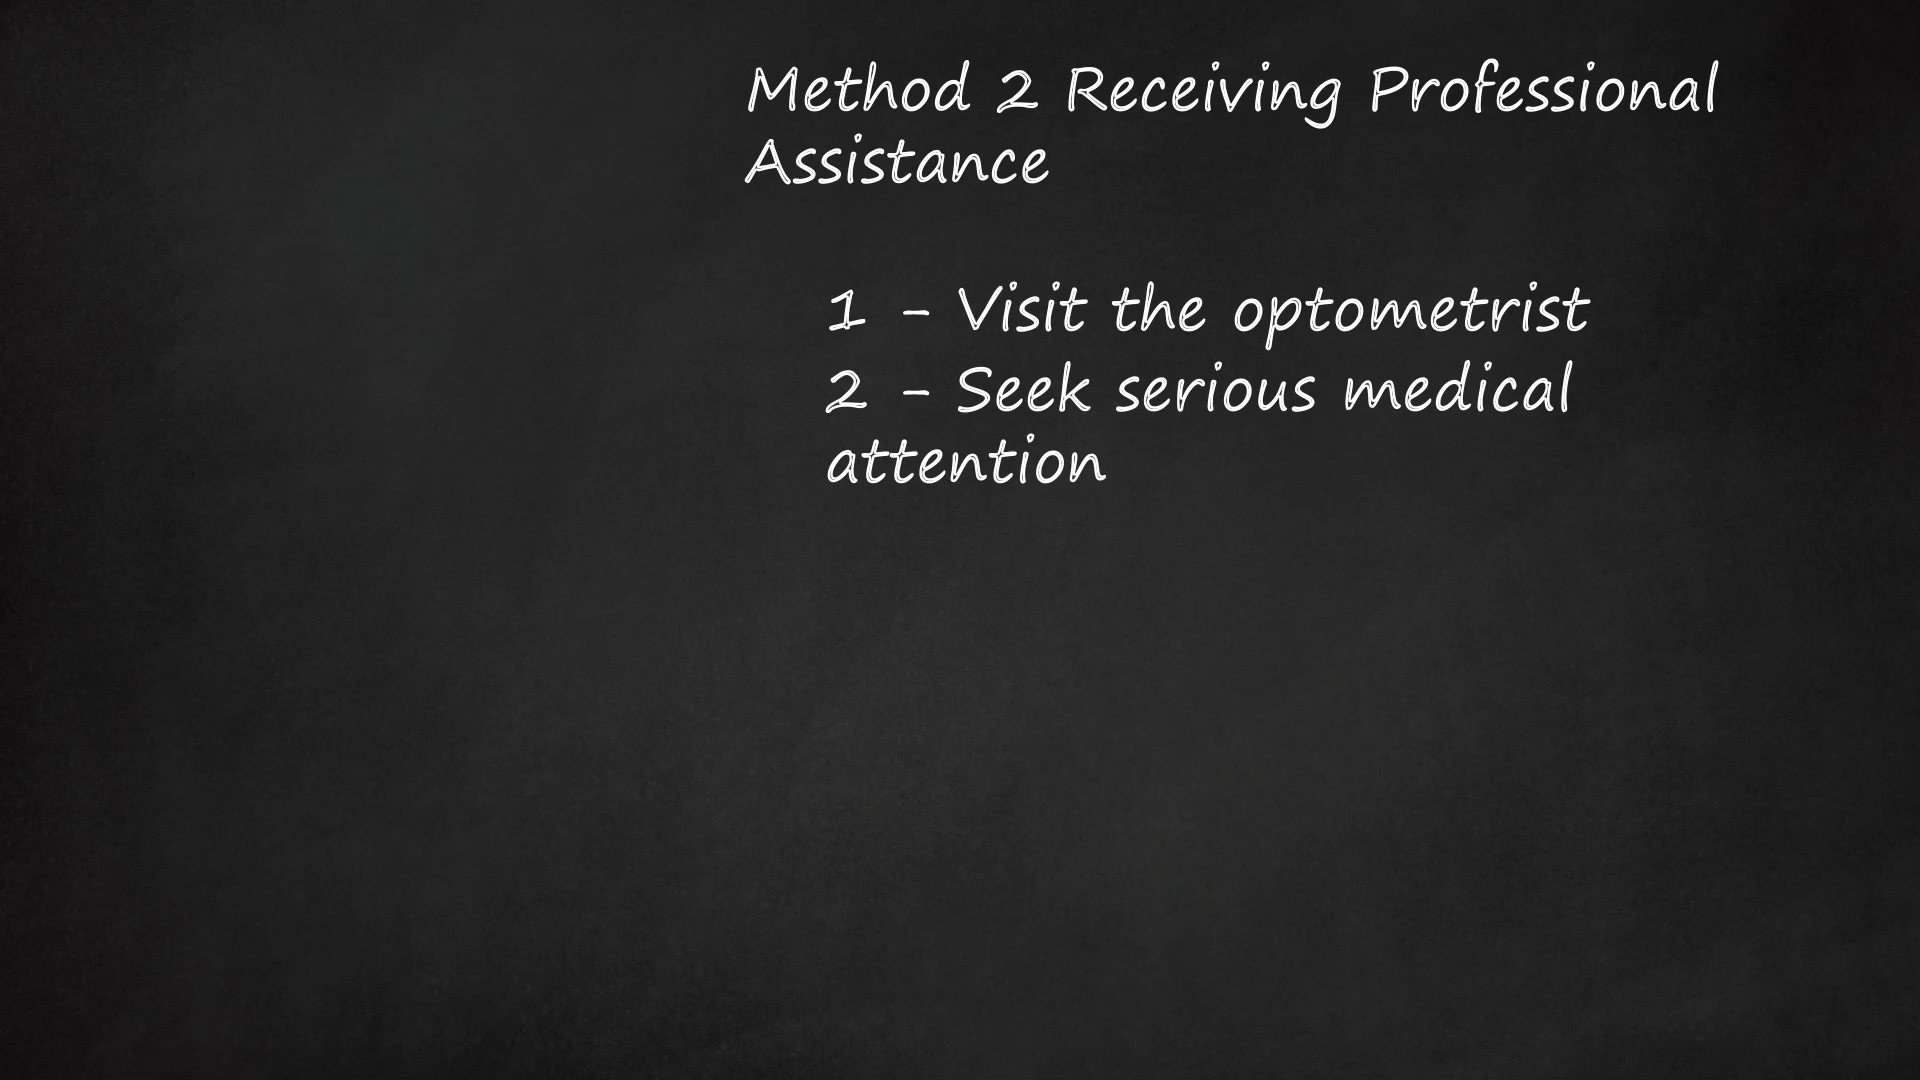 Method 2 Receiving Professional
Assistance
1 - Visit the optometrist
2 - Seek serious medical
attention